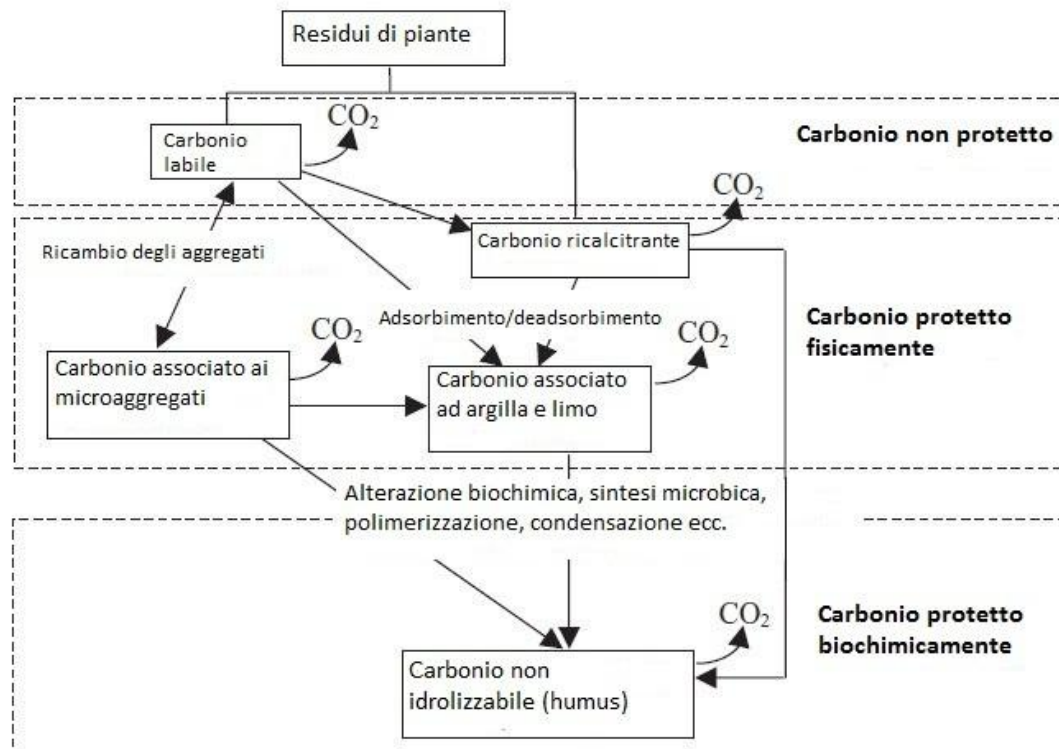 Residui di piante
CO2
Carbonio
labile
Carbonio non protetto
CO2
Carbonio ricalcitrante
Ricambio degli aggregati
Adsorbimento/deadsorbimento
Carbonio protetto
fisicamente
CO2
CO2
Carbonio associato ai
microaggregati
Carbonio associato
ad argilla e limo
Alterazione biochimica, sintesi microbica,
polimerizzazione, condensazione ecc.
CO2
Carbonio protetto
biochimicamente
Carbonio non
idrolizzabile (humus)